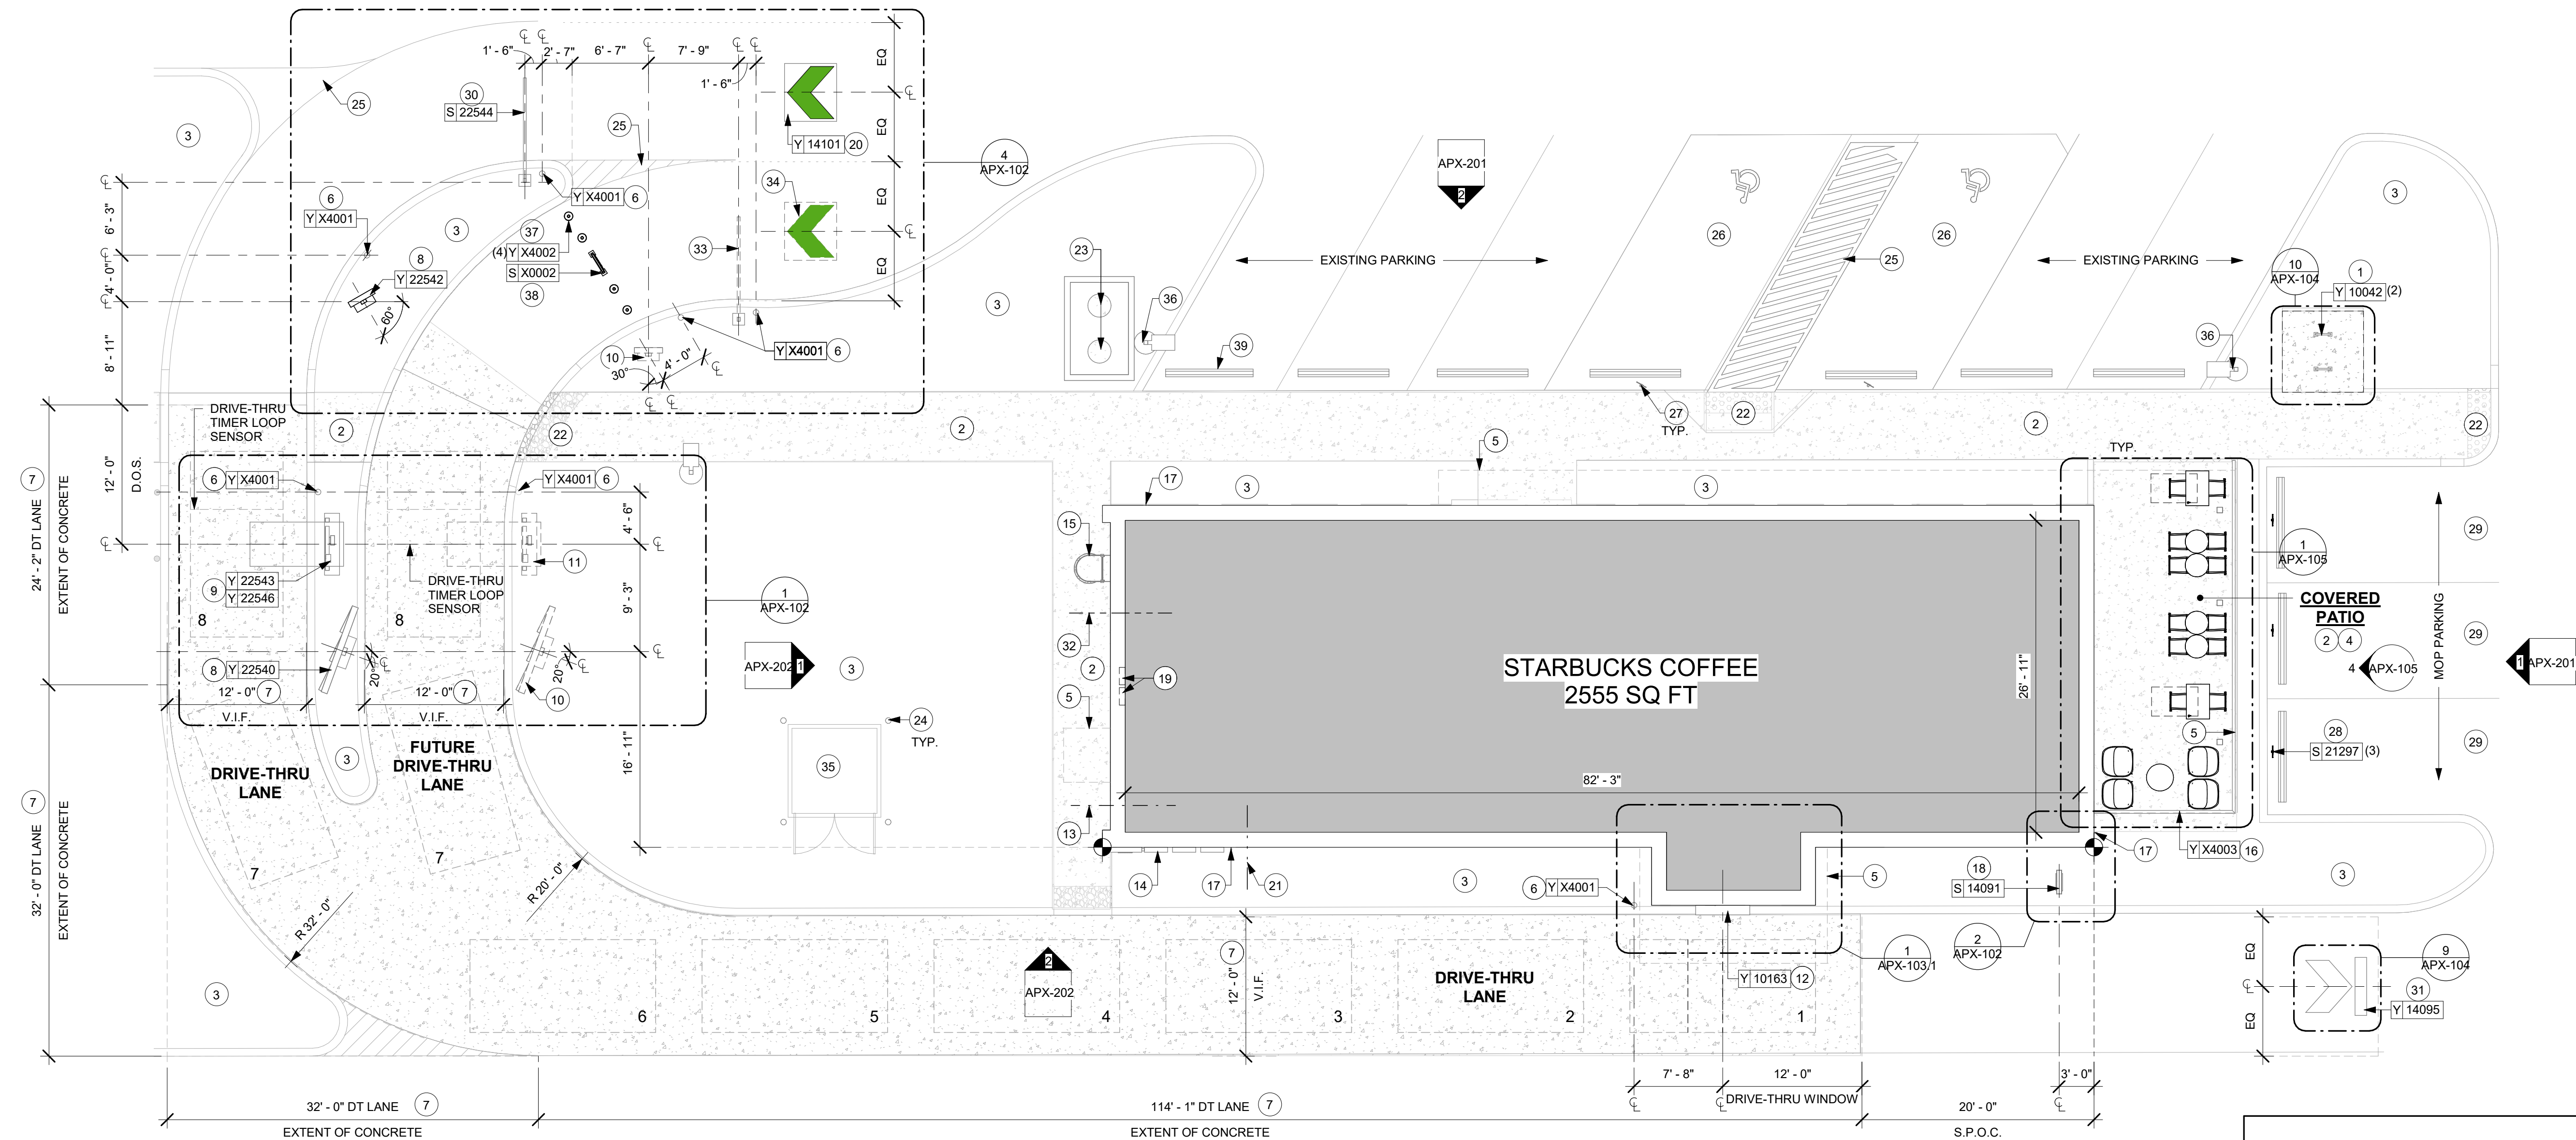 1' - 6"
2' - 7"
6' - 7"
7' - 9"
1' - 6"
EQ
EQ
EQ
EQ
25
3
30
S 22544
25
Y 14101 20
4
APX-102
34
33
6
Y X4001
Y X4001 6
3
37
(4) Y X4002
S X0002
38
8
Y 22542
60°
10
30°
4' - 0"
Y X4001 6
6' - 3"
4' - 0"
8' - 11"
12' - 0"
D.O.S.
3
23
36
39
EXISTING PARKING
APX-201
2
26
26
25
EXISTING PARKING
3
10
APX-104
1
Y 10042 (2)
36
27
TYP.
22
2
22
TYP.
DRIVE-THRU
TIMER LOOP
SENSOR
2
22
2
5
7
24' - 2" DT LANE
EXTENT OF CONCRETE
6 Y X4001
Y X4001 6
4' - 6"
9' - 3"
16' - 11"
9
Y 22543
Y 22546
11
DRIVE-THRU
TIMER LOOP
SENSOR
8
8
8 Y 22540
20°
20°
10
12' - 0" 7
V.I.F.
12' - 0" 7
V.I.F.
1
APX-102
APX-202 1
3
17
3
3
15
32
2
5
19
13
STARBUCKS COFFEE
2555 SQ FT
26' - 11"
82' - 3"
1
APX-105
COVERED
PATIO
2 4
4 APX-105
MOP PARKING
29
29
29
1 APX-201
5
28
S 21297 (3)
7
32' - 0" DT LANE
EXTENT OF CONCRETE
DRIVE-THRU
LANE
3
FUTURE
DRIVE-THRU
LANE
24
TYP.
35
7
7
R 20' - 0"
R 32' - 0"
3
14
17
21
3
6 Y X4001
5
18
S 14091
17
Y X4003 16
3
6
5
2
APX-202
4
7
12' - 0"
V.I.F.
3
DRIVE-THRU
LANE
2
1
Y 10163 12
1
APX-103.1
2
APX-102
EQ
EQ
9
APX-104
31
Y 14095
7' - 8"
12' - 0"
DRIVE-THRU WINDOW
3' - 0"
32' - 0" DT LANE 7
EXTENT OF CONCRETE
114' - 1" DT LANE 7
EXTENT OF CONCRETE
20' - 0"
S.P.O.C.